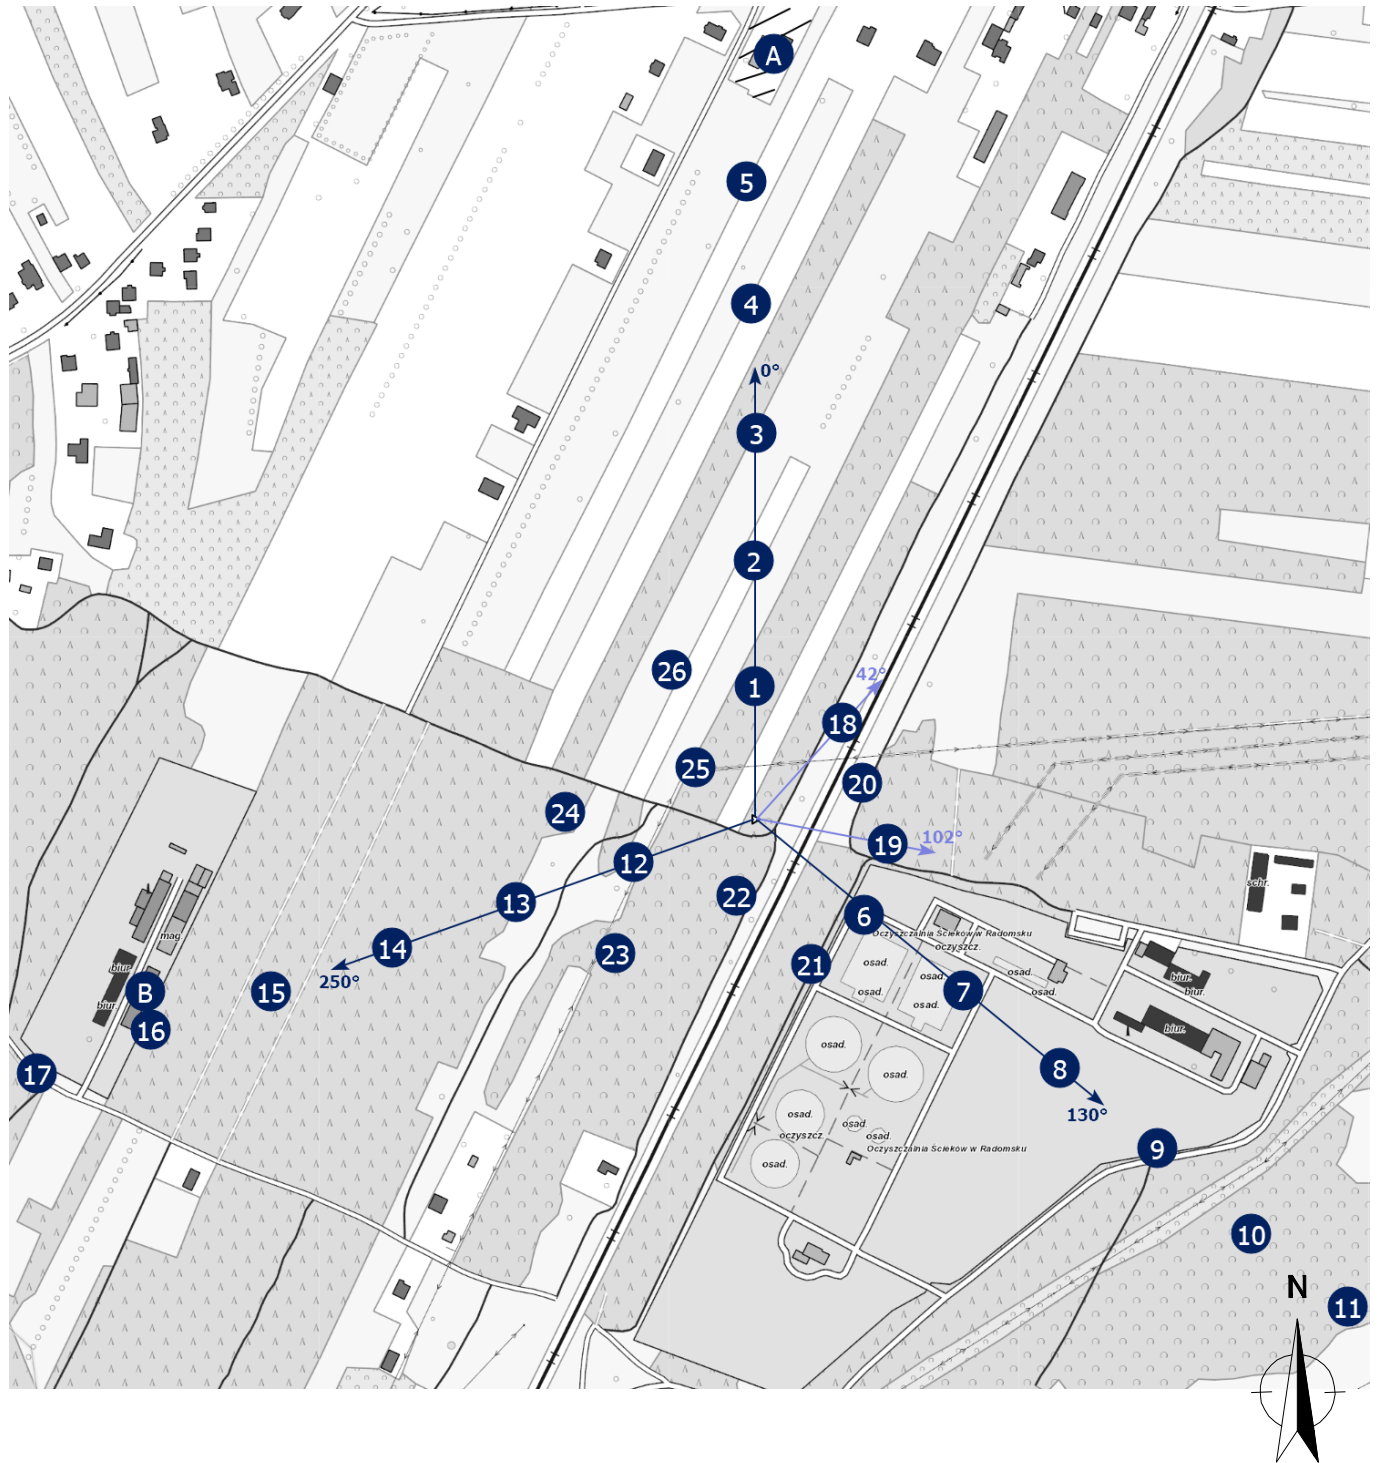 A
5
4
0°
3
2
26
1
42°
18
25
20
24
19
102°
12
schr.
22
13
6
Oczyszczalnia Ścieków w Radomsku
oczyszcz.
mag.
14
23
21
osad.
biur.
250°
osad.
osad.
biur.
B
15
osad.
7
osad.
biur.
biur.
osad.
16
biur.
osad.
17
osad.
8
130°
osad.
osad.
oczyszcz.
osad.
9
Oczyszczalnia Ścieków w Radomsku
osad.
10
N
11